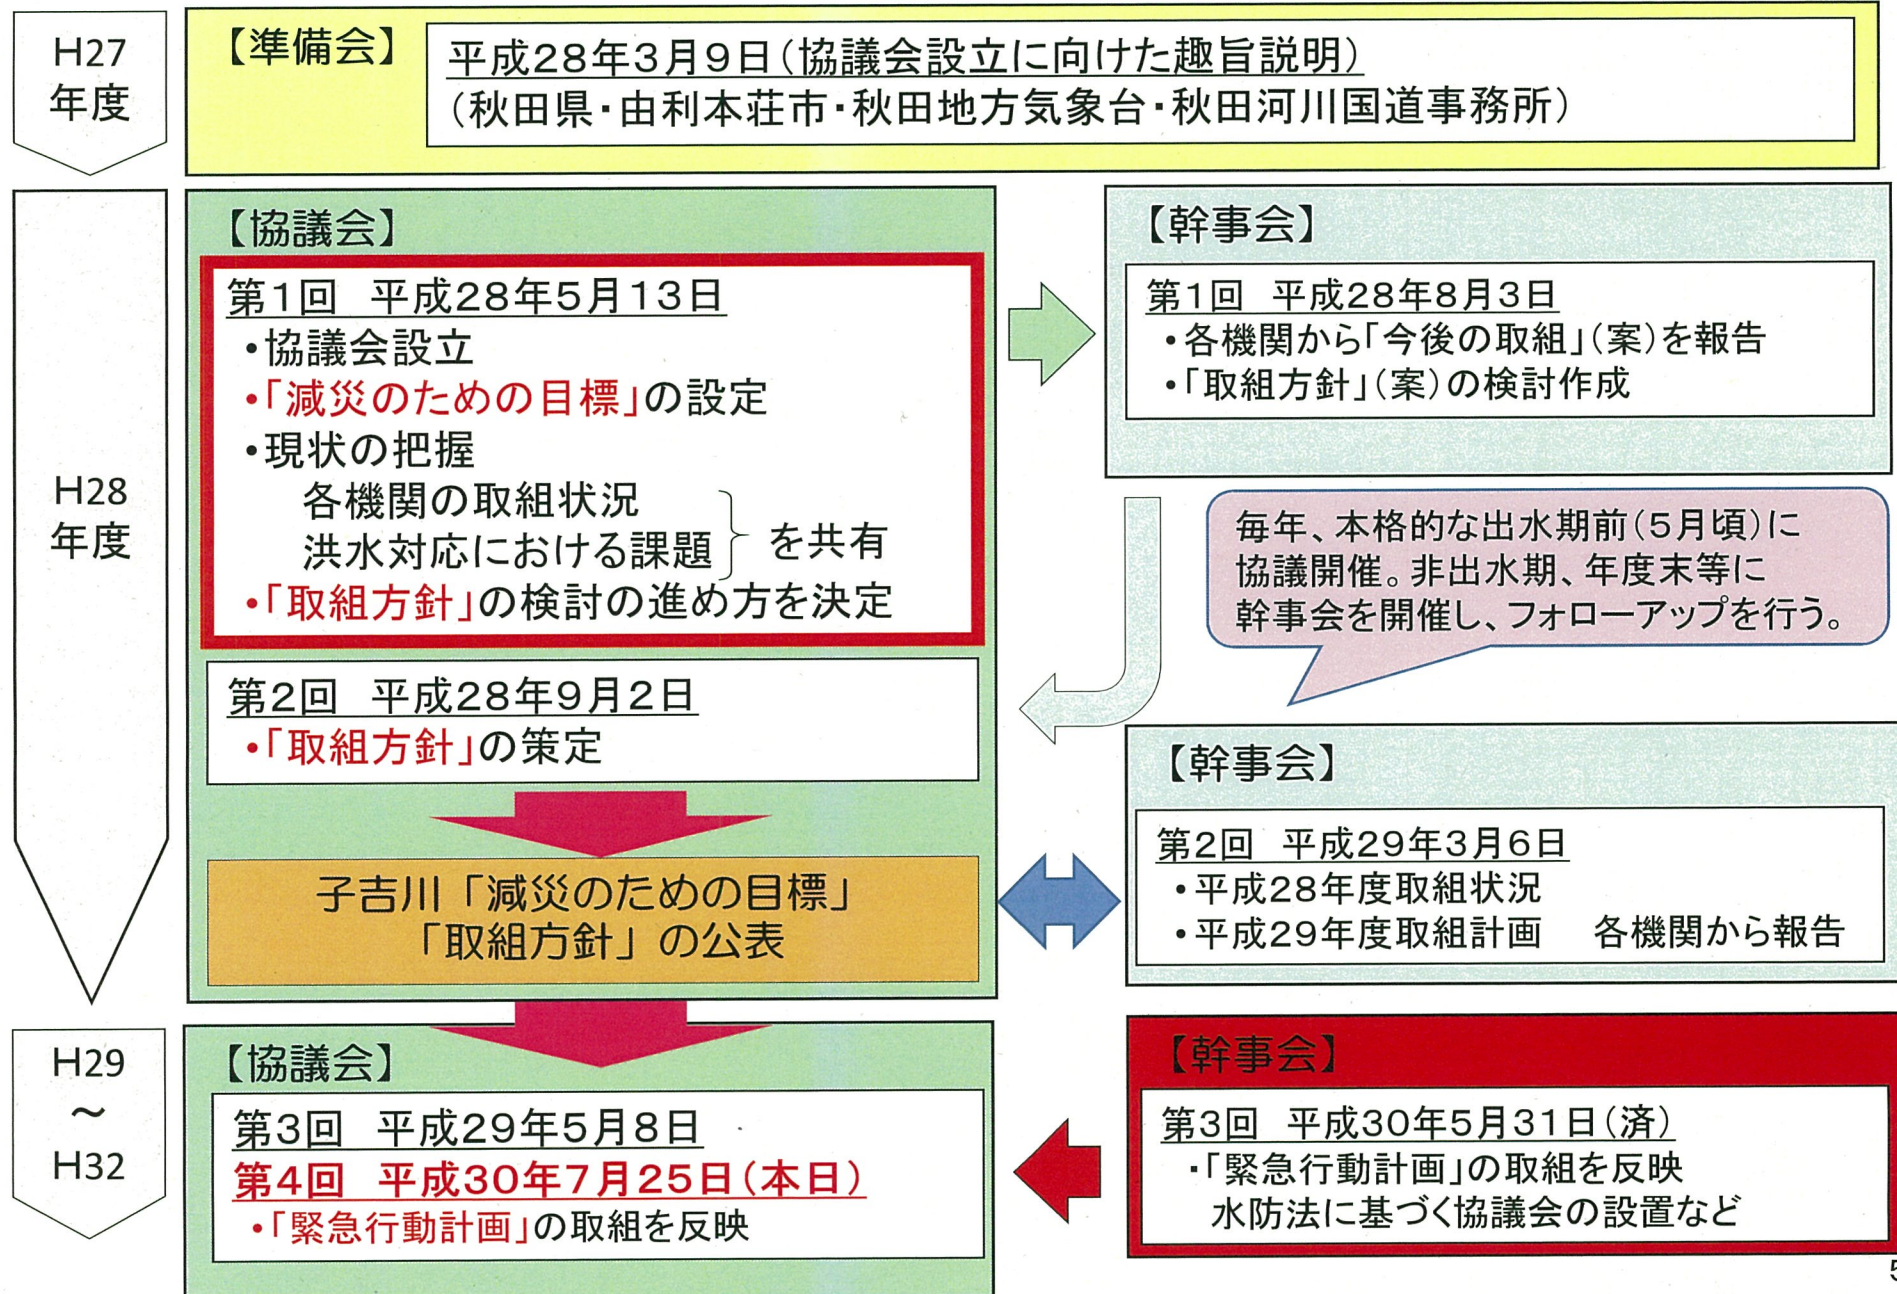 H27
年度
【準備会】
平成28年3月9日(協議会設立に向けた趣旨説明)
(秋田県・由利本荘市・秋田地方気象台・秋田河川国道事務所)
H28
年度
【協議会】
第1回 平成28年5月13日
・協議会設立
・「減災のための目標」の設定
・現状の把握
各機関の取組状況
洪水対応における課題
を共有
・「取組方針」の検討の進め方を決定
第2回 平成28年9月2日
・「取組方針」の策定
子吉川「減災のための目標」
「取組方針」の公表
【幹事会】
第1回 平成28年8月3日
・各機関から「今後の取組」(案)を報告
・「取組方針」(案)の検討作成
毎年、本格的な出水期前(5月頃)に
協議開催。非出水期、年度末等に
幹事会を開催し、フォローアップを行う。
【幹事会】
第2回 平成29年3月6日
・平成28年度取組状況
・平成29年度取組計画 各機関から報告
H29
~
H32
【協議会】
第3回 平成29年5月8日
第4回 平成30年7月25日(本日)
・「緊急行動計画」の取組を反映
【幹事会】
第3回 平成30年5月31日(済)
・「緊急行動計画」の取組を反映
水防法に基づく協議会の設置など
5